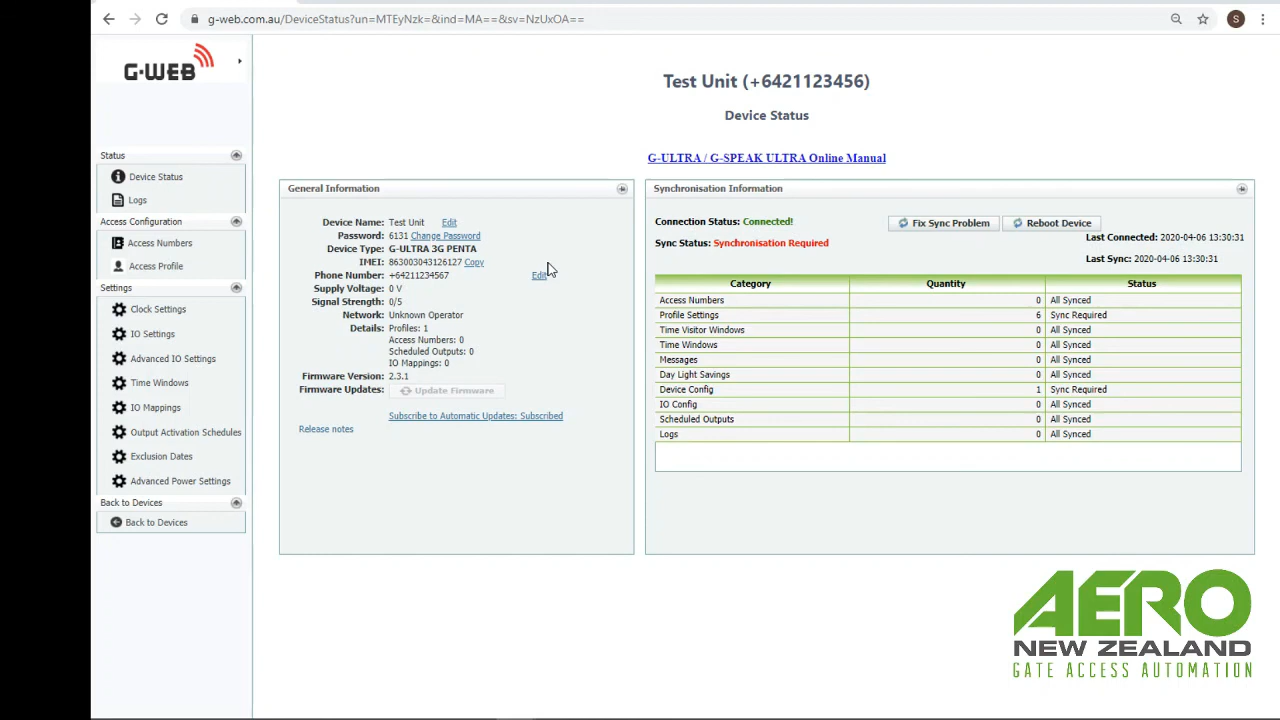 g-web.com.au/DeviceStatus?un=MTEyNzk=&ind=MA==&sv=NzUxOA==
S
G-WEB
Test Unit (+6421123456)
Device Status
G-ULTRA / G-SPEAK ULTRA Online Manual
Status
Device Status
Logs
Access Configuration
Access Numbers
Access Profile
Settings
Clock Settings
IO Settings
Advanced IO Settings
Time Windows
IO Mappings
Output Activation Schedules
Exclusion Dates
Advanced Power Settings
Back to Devices
Back to Devices
General Information
Device Name: Test Unit Edit
Password: 6131 Change Password
Device Type: G-ULTRA 3G PENTA
IMEI: 863003043126127 Copy
Phone Number: +64211234567 Edit
Supply Voltage: 0 V
Signal Strength: 0/5
Network: Unknown Operator
Details: Profiles: 1
Access Numbers: 0
Scheduled Outputs: 0
IO Mappings: 0
Firmware Version: 2.3.1
Firmware Updates: Update Firmware
Subscribe to Automatic Updates: Subscribed
Release notes
Synchronisation Information
Connection Status: Connected!
Fix Sync Problem Reboot Device
Sync Status: Synchronisation Required
Last Connected: 2020-04-06 13:30:31
Last Sync: 2020-04-06 13:30:31
Category Quantity Status
Access Numbers 0 All Synced
Profile Settings 6 Sync Required
Time Visitor Windows 0 All Synced
Time Windows 0 All Synced
Messages 0 All Synced
Day Light Savings 0 All Synced
Device Config 1 Sync Required
IO Config 0 All Synced
Scheduled Outputs 0 All Synced
Logs 0 All Synced
AERO
NEW ZEALAND
GATE ACCESS AUTOMATION